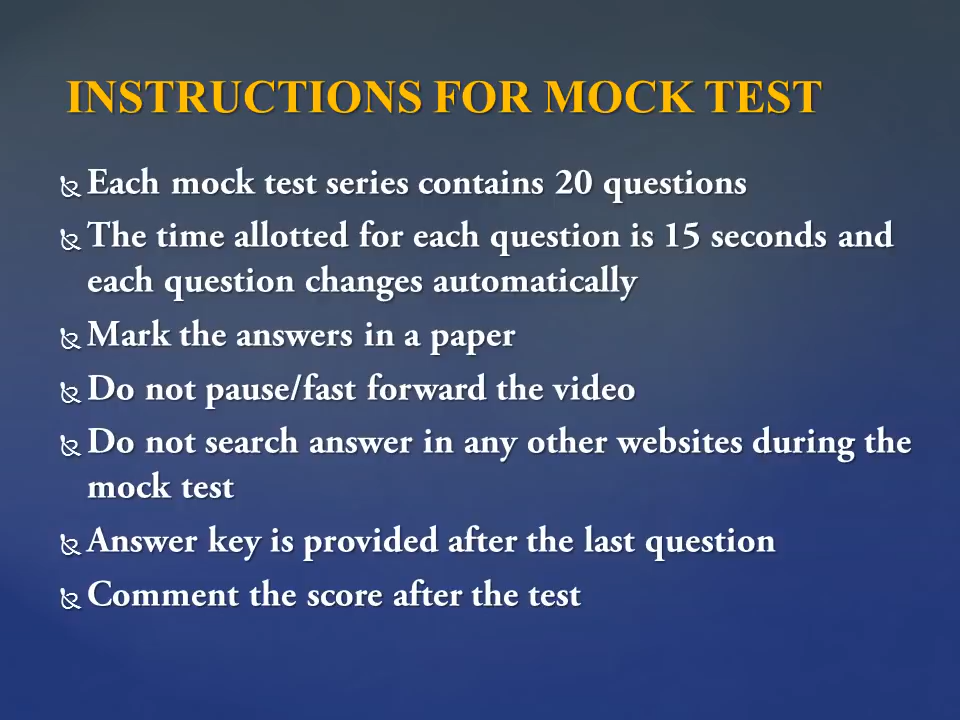 INSTRUCTIONS FOR MOCK TEST
Each mock test series contains 20 questions
The time allotted for each question is 15 seconds and
each question changes automatically
Mark the answers in a paper
Do not pause/fast forward the video
Do not search answer in any other websites during the
mock test
Answer key is provided after the last question
Comment the score after the test